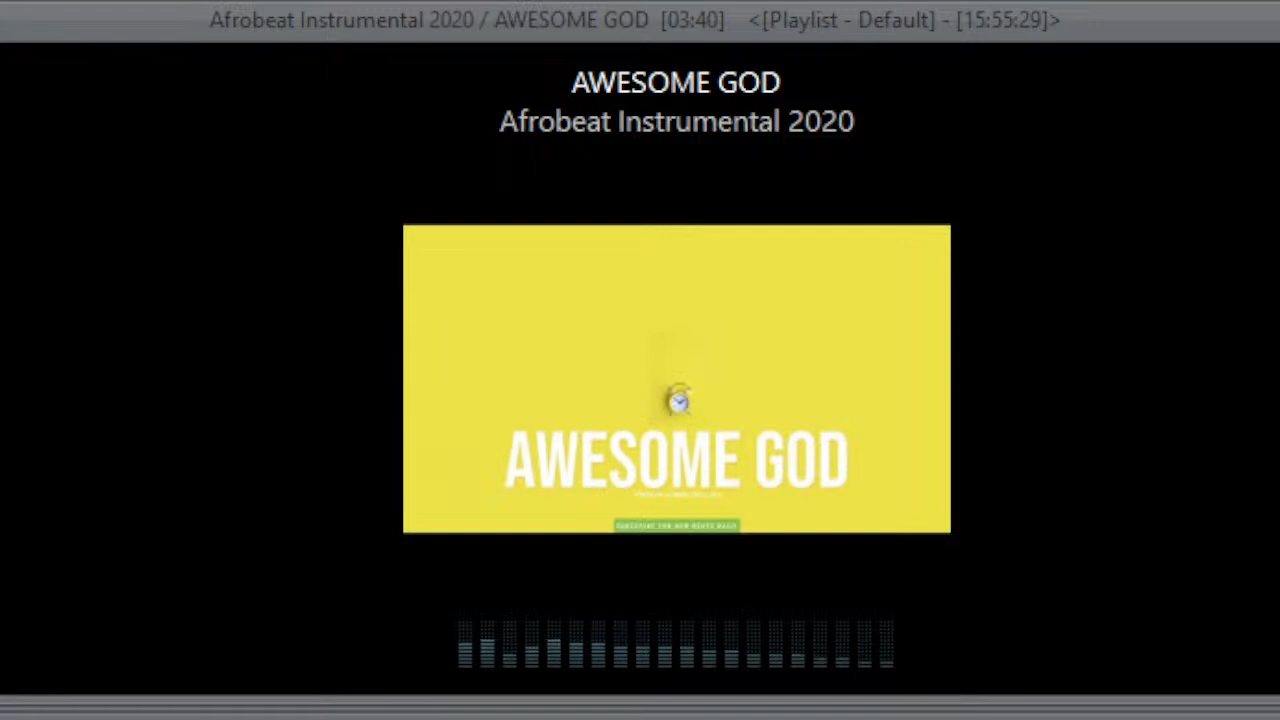 Afrobeat Instrumental 2020 / AWESOME GOD [03:40] <[Playlist - Default] - [15:55:29]>
AWESOME GOD
Afrobeat Instrumental 2020
AWESOME GOD